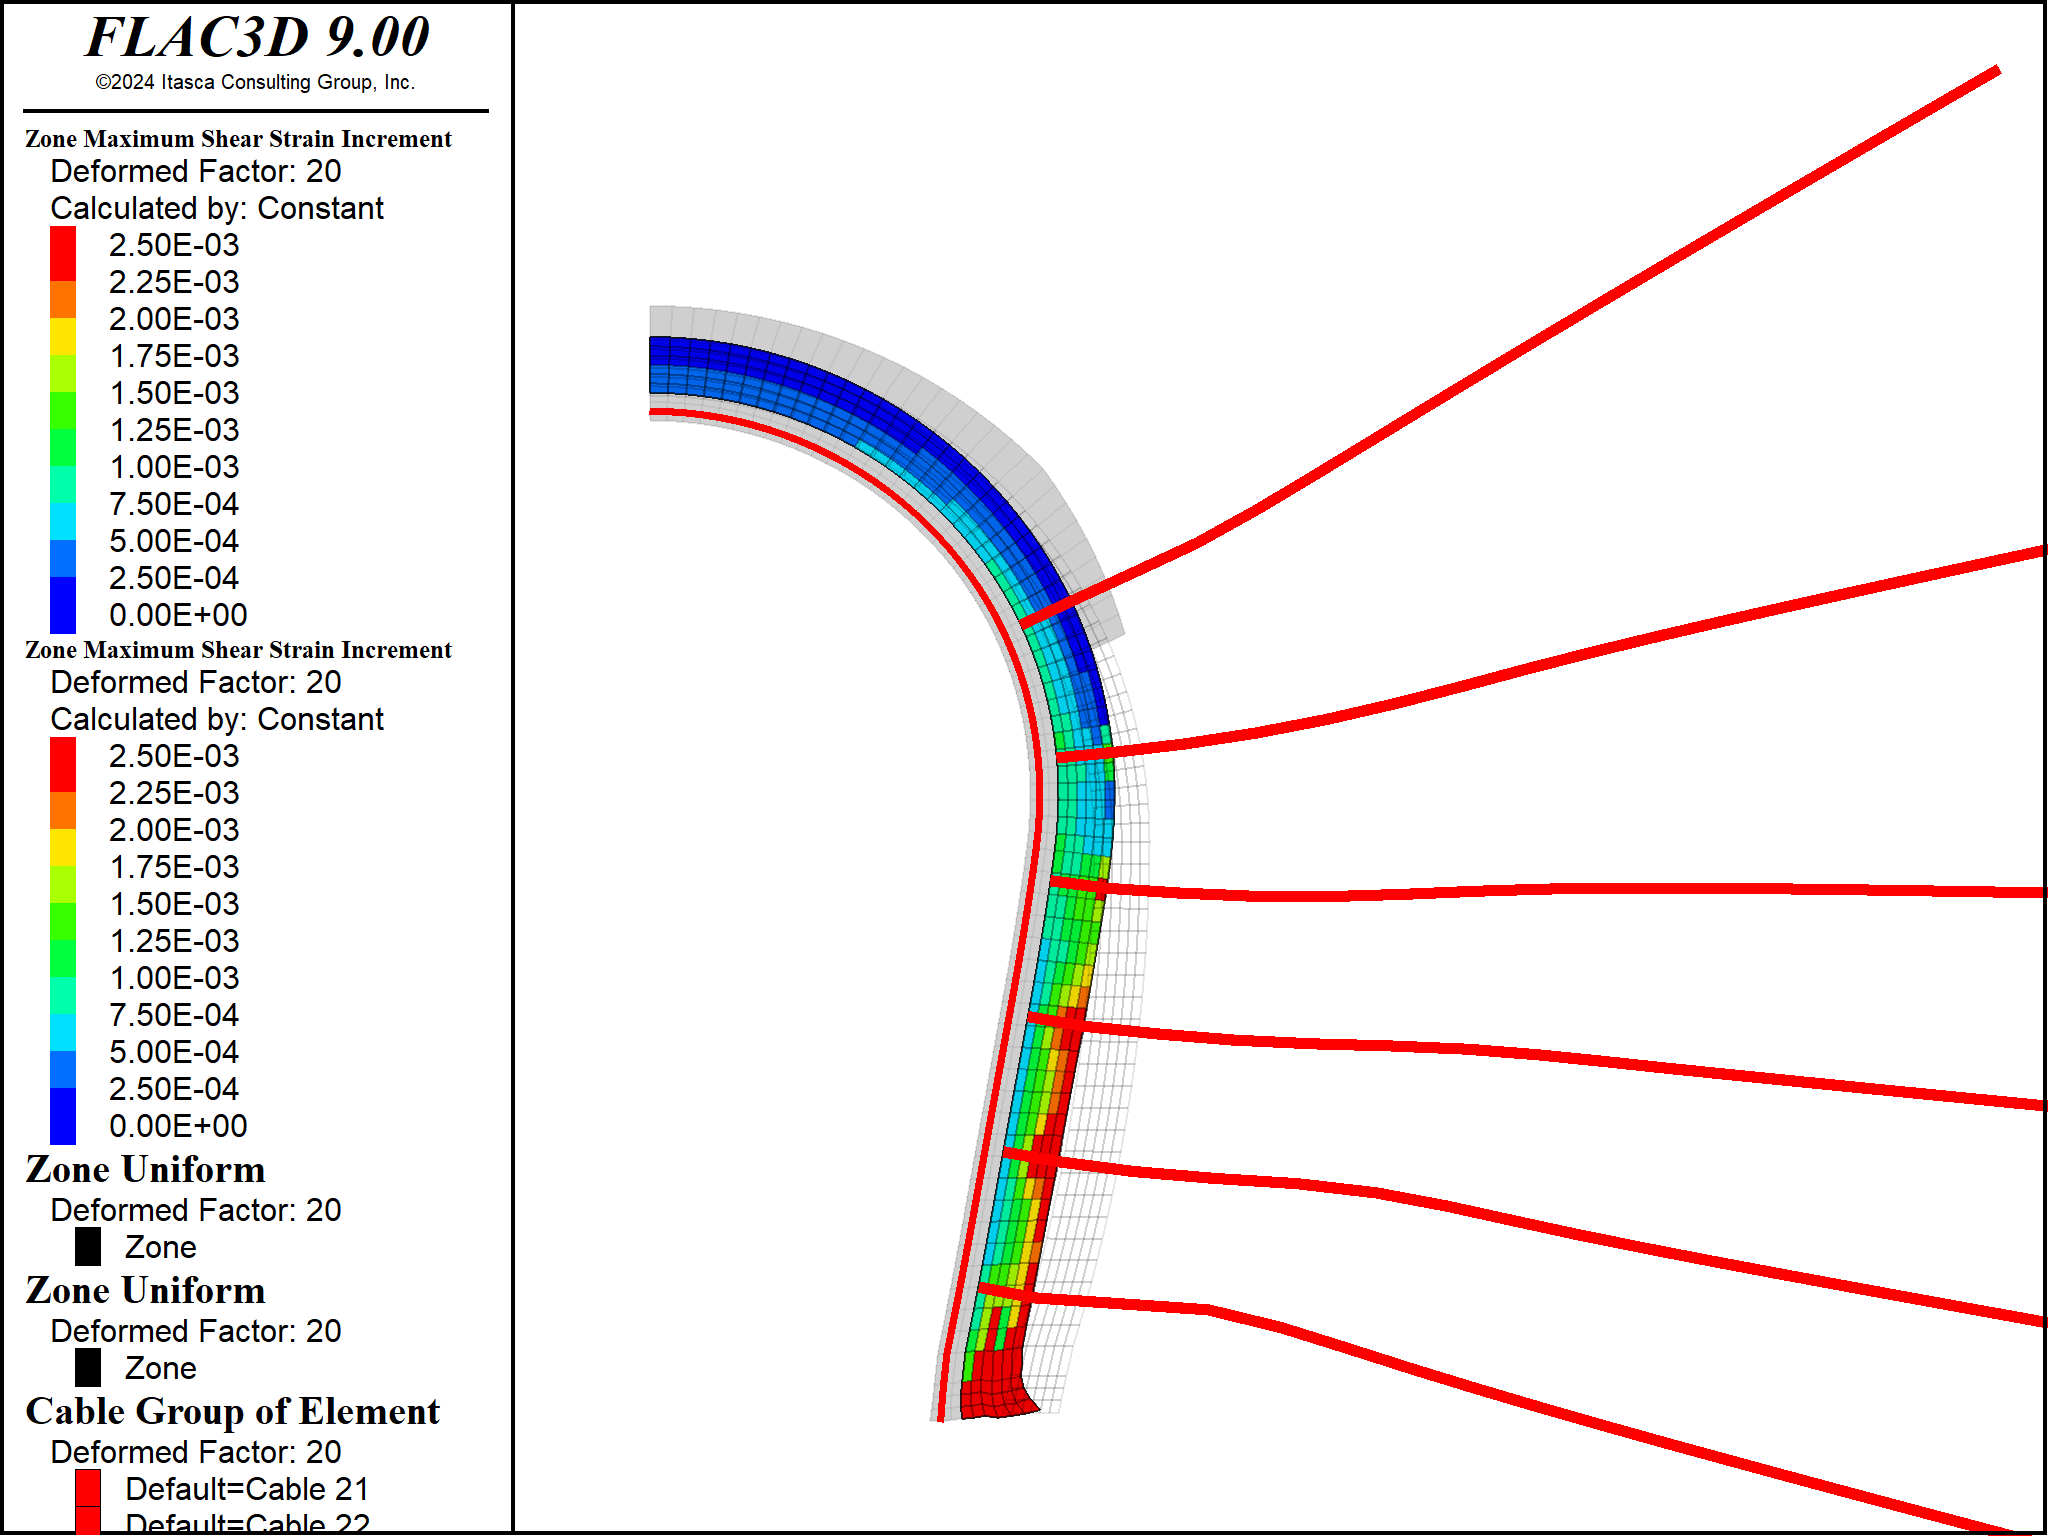 FLAC3D 9.00
©2024 Itasca Consulting Group, Inc.
Zone Maximum Shear Strain Increment
Deformed Factor: 20
Calculated by: Constant
2.50E-03
2.25E-03
2.00E-03
1.75E-03
1.50E-03
1.25E-03
1.00E-03
7.50E-04
5.00E-04
2.50E-04
0.00E+00
Zone Maximum Shear Strain Increment
Deformed Factor: 20
Calculated by: Constant
2.50E-03
2.25E-03
2.00E-03
1.75E-03
1.50E-03
1.25E-03
1.00E-03
7.50E-04
5.00E-04
2.50E-04
0.00E+00
Zone Uniform
Deformed Factor: 20
Zone
Zone Uniform
Deformed Factor: 20
Zone
Cable Group of Element
Deformed Factor: 20
Default=Cable 21
Default=Cable 22